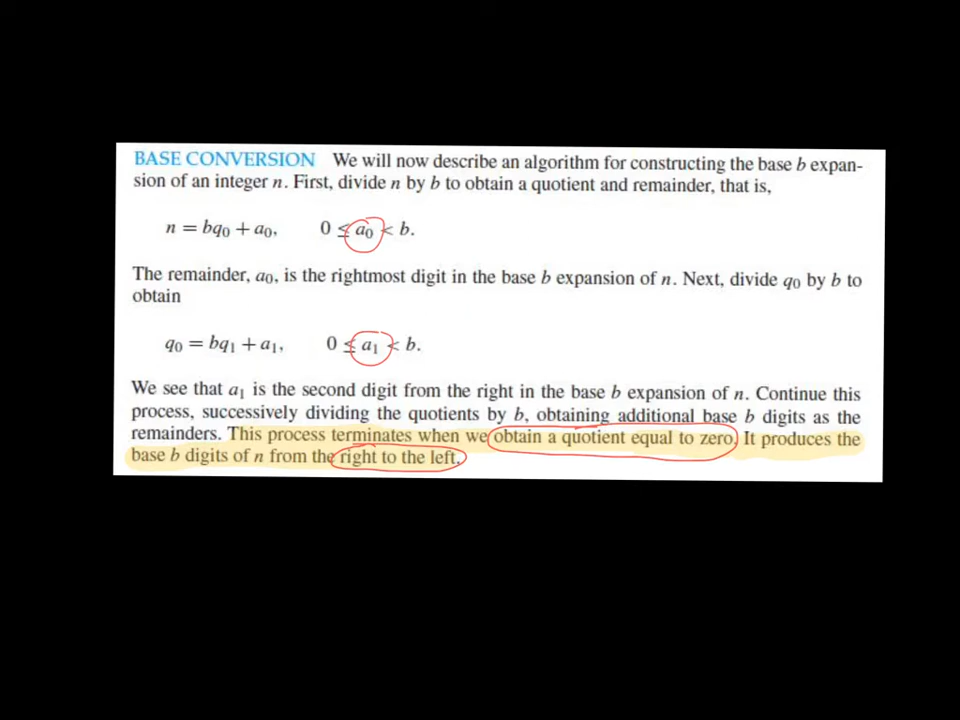 BASE CONVERSION We will now describe an algorithm for constructing the base b expan-
sion of an integer n. First, divide n by b to obtain a quotient and remainder, that is,
n = bq₀ + a₀, 0 ≤ a₀ < b.
The remainder, a₀, is the rightmost digit in the base b expansion of n. Next, divide q₀ by b to
obtain
q₀ = bq₁ + a₁, 0 ≤ a₁ < b.
We see that a₁ is the second digit from the right in the base b expansion of n. Continue this
process, successively dividing the quotients by b, obtaining additional base b digits as the
remainders. This process terminates when we obtain a quotient equal to zero. It produces the
base b digits of n from the right to the left.